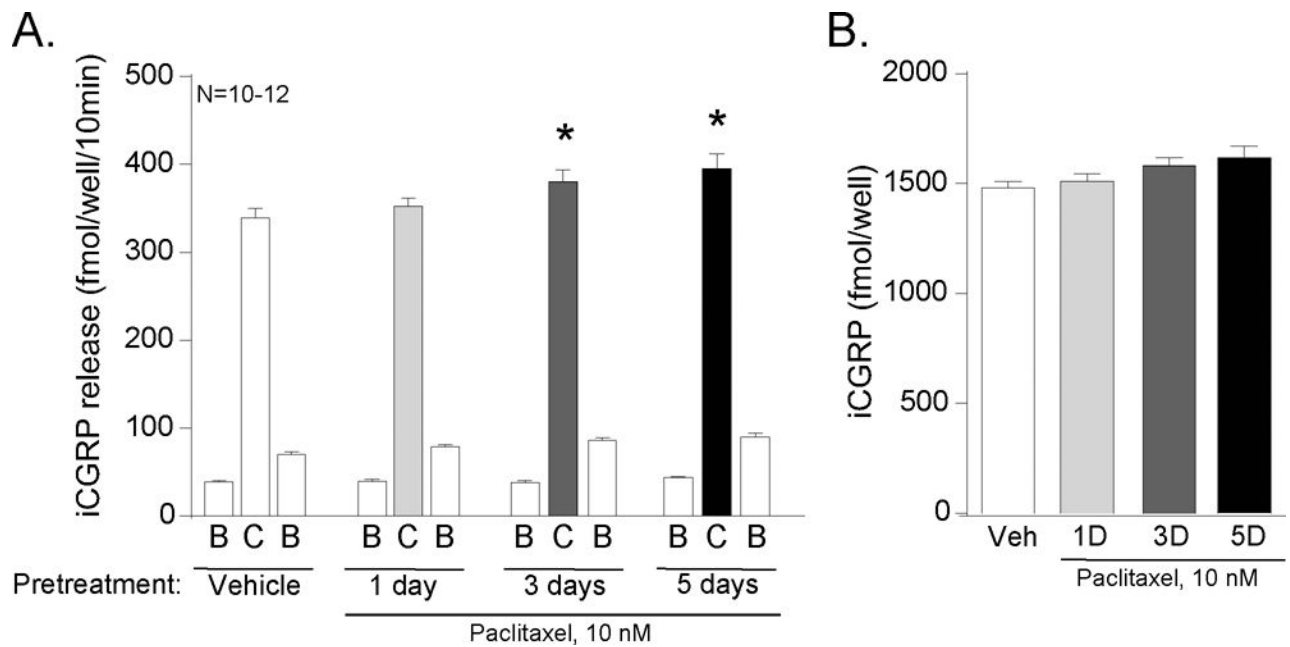 A.
iCGRP release (fmol/well/10min)
500
400
300
200
100
0
N=10-12
*
*
B C B
B C B
B C B
B C B
Pretreatment:
Vehicle
1 day
3 days
5 days
Paclitaxel, 10 nM
B.
iCGRP (fmol/well)
2000
1500
1000
500
0
Veh
1D
3D
5D
Paclitaxel, 10 nM